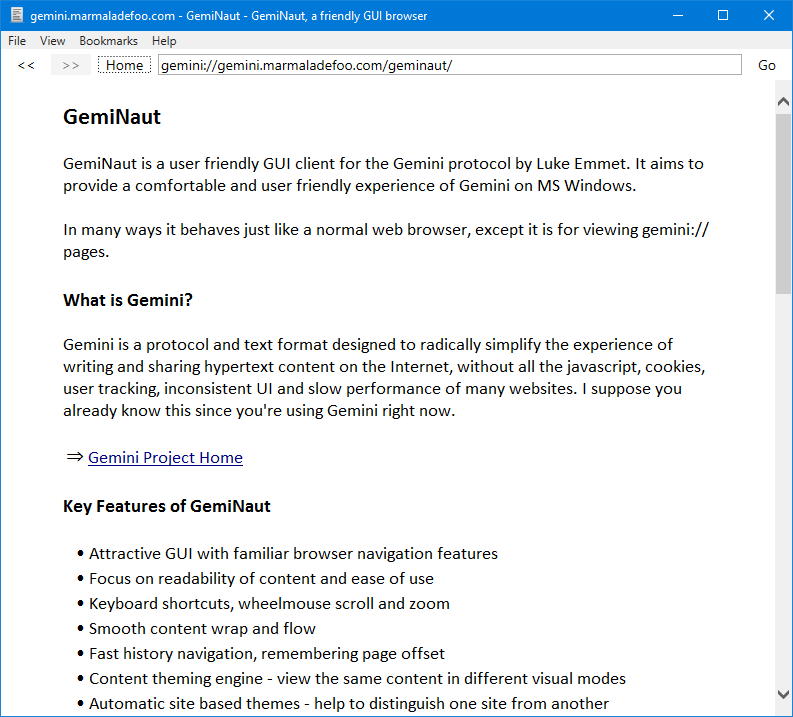 gemini.marmaladefoo.com - GemiNaut - GemiNaut, a friendly GUI browser
File View Bookmarks Help
<< >> Home gemini://gemini.marmaladefoo.com/geminaut/ Go
GemiNaut
GemiNaut is a user friendly GUI client for the Gemini protocol by Luke Emmet. It aims to
provide a comfortable and user friendly experience of Gemini on MS Windows.
In many ways it behaves just like a normal web browser, except it is for viewing gemini://
pages.
What is Gemini?
Gemini is a protocol and text format designed to radically simplify the experience of
writing and sharing hypertext content on the Internet, without all the javascript, cookies,
user tracking, inconsistent UI and slow performance of many websites. I suppose you
already know this since you're using Gemini right now.
⇒ Gemini Project Home
Key Features of GemiNaut
• Attractive GUI with familiar browser navigation features
• Focus on readability of content and ease of use
• Keyboard shortcuts, wheelmouse scroll and zoom
• Smooth content wrap and flow
• Fast history navigation, remembering page offset
• Content theming engine - view the same content in different visual modes
• Automatic site based themes - help to distinguish one site from another